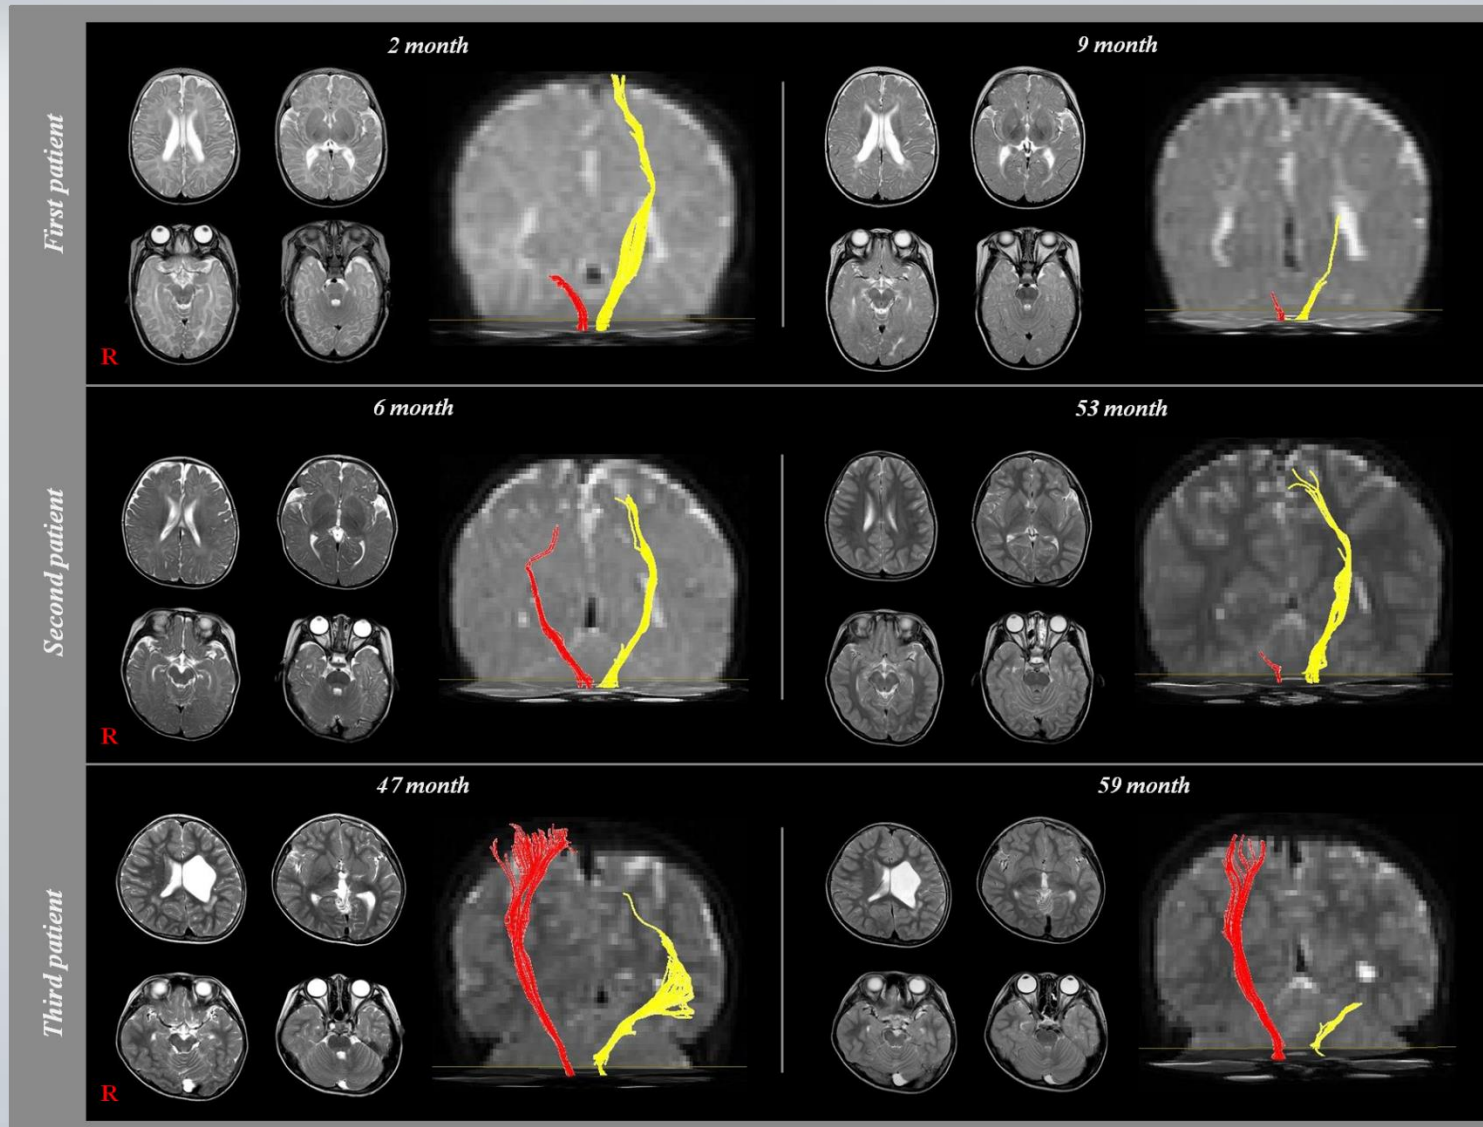 First patient
2 month
9 month
R
Second patient
6 month
53 month
R
Third patient
47 month
59 month
R